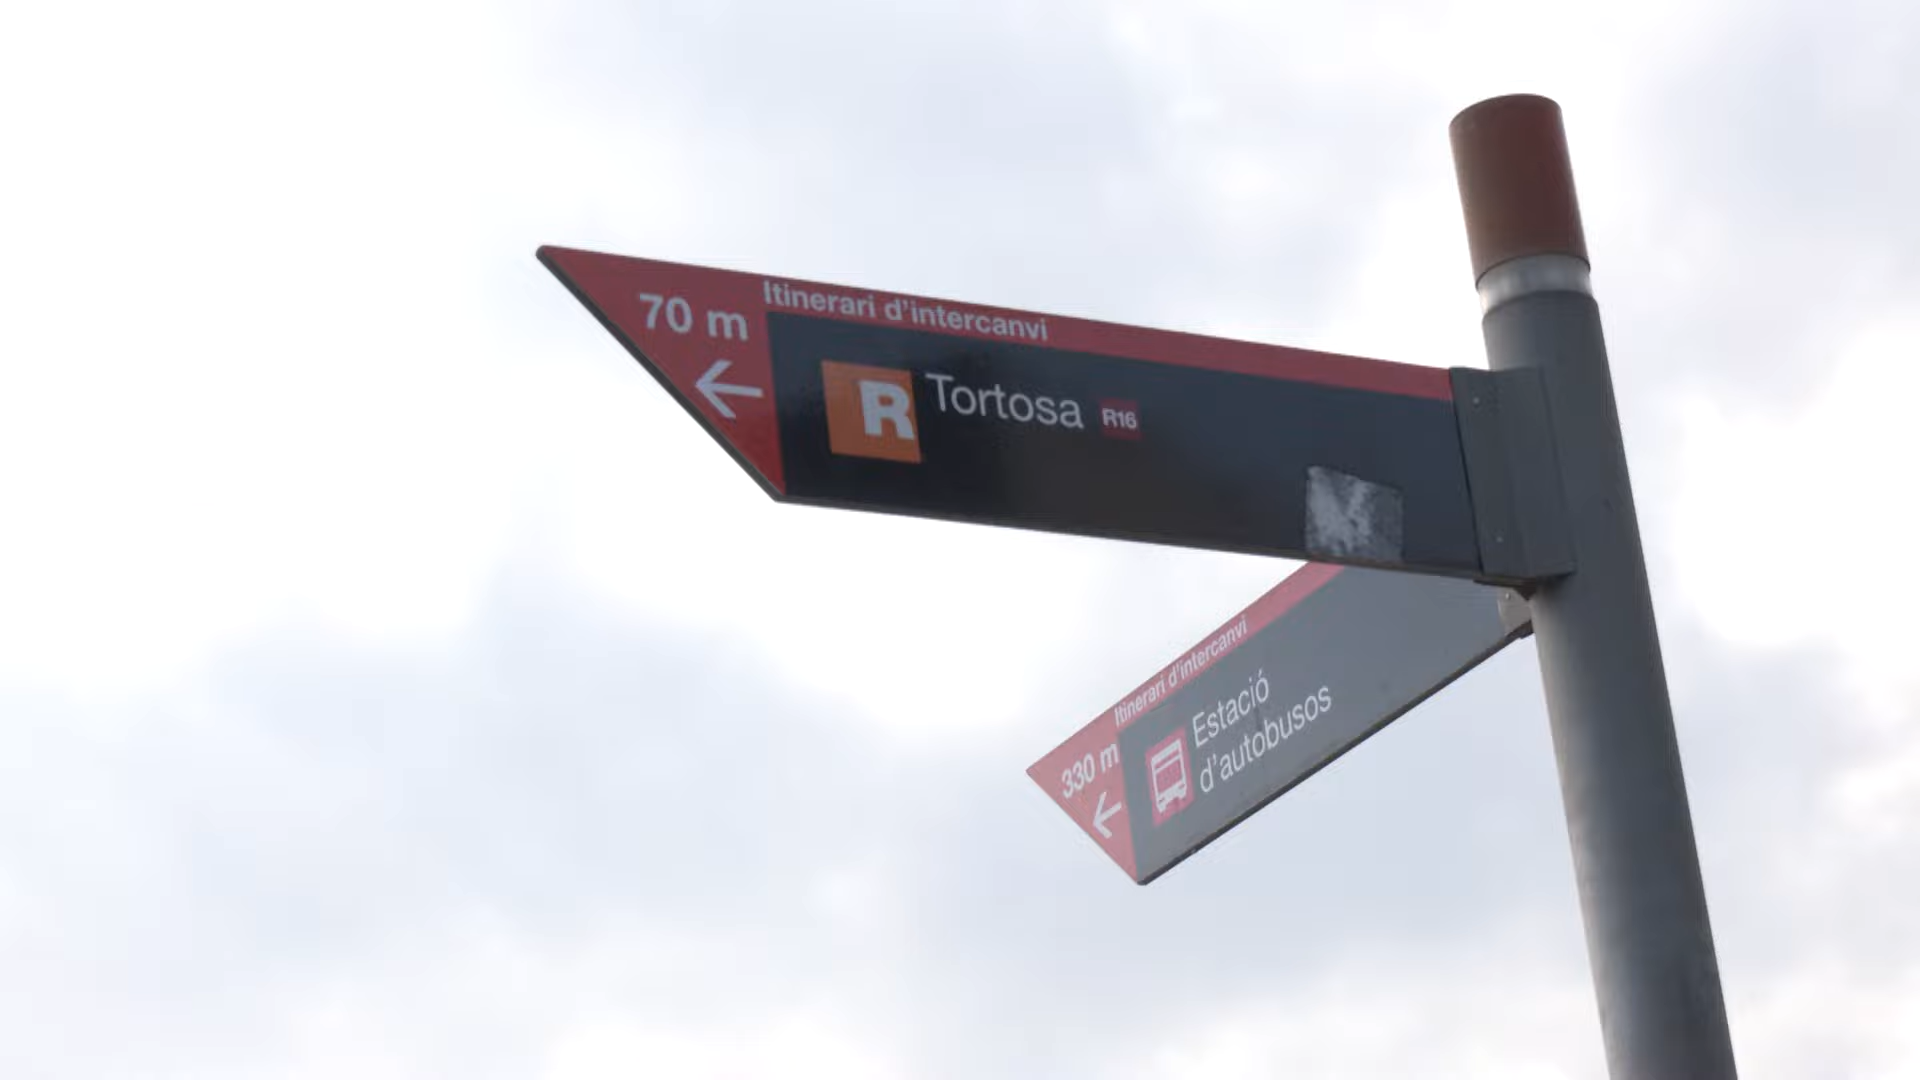 Itinerari d'intercanvi
70 m
R Tortosa R16
Itinerari d'intercanvi
330 m
Estació
d'autobusos